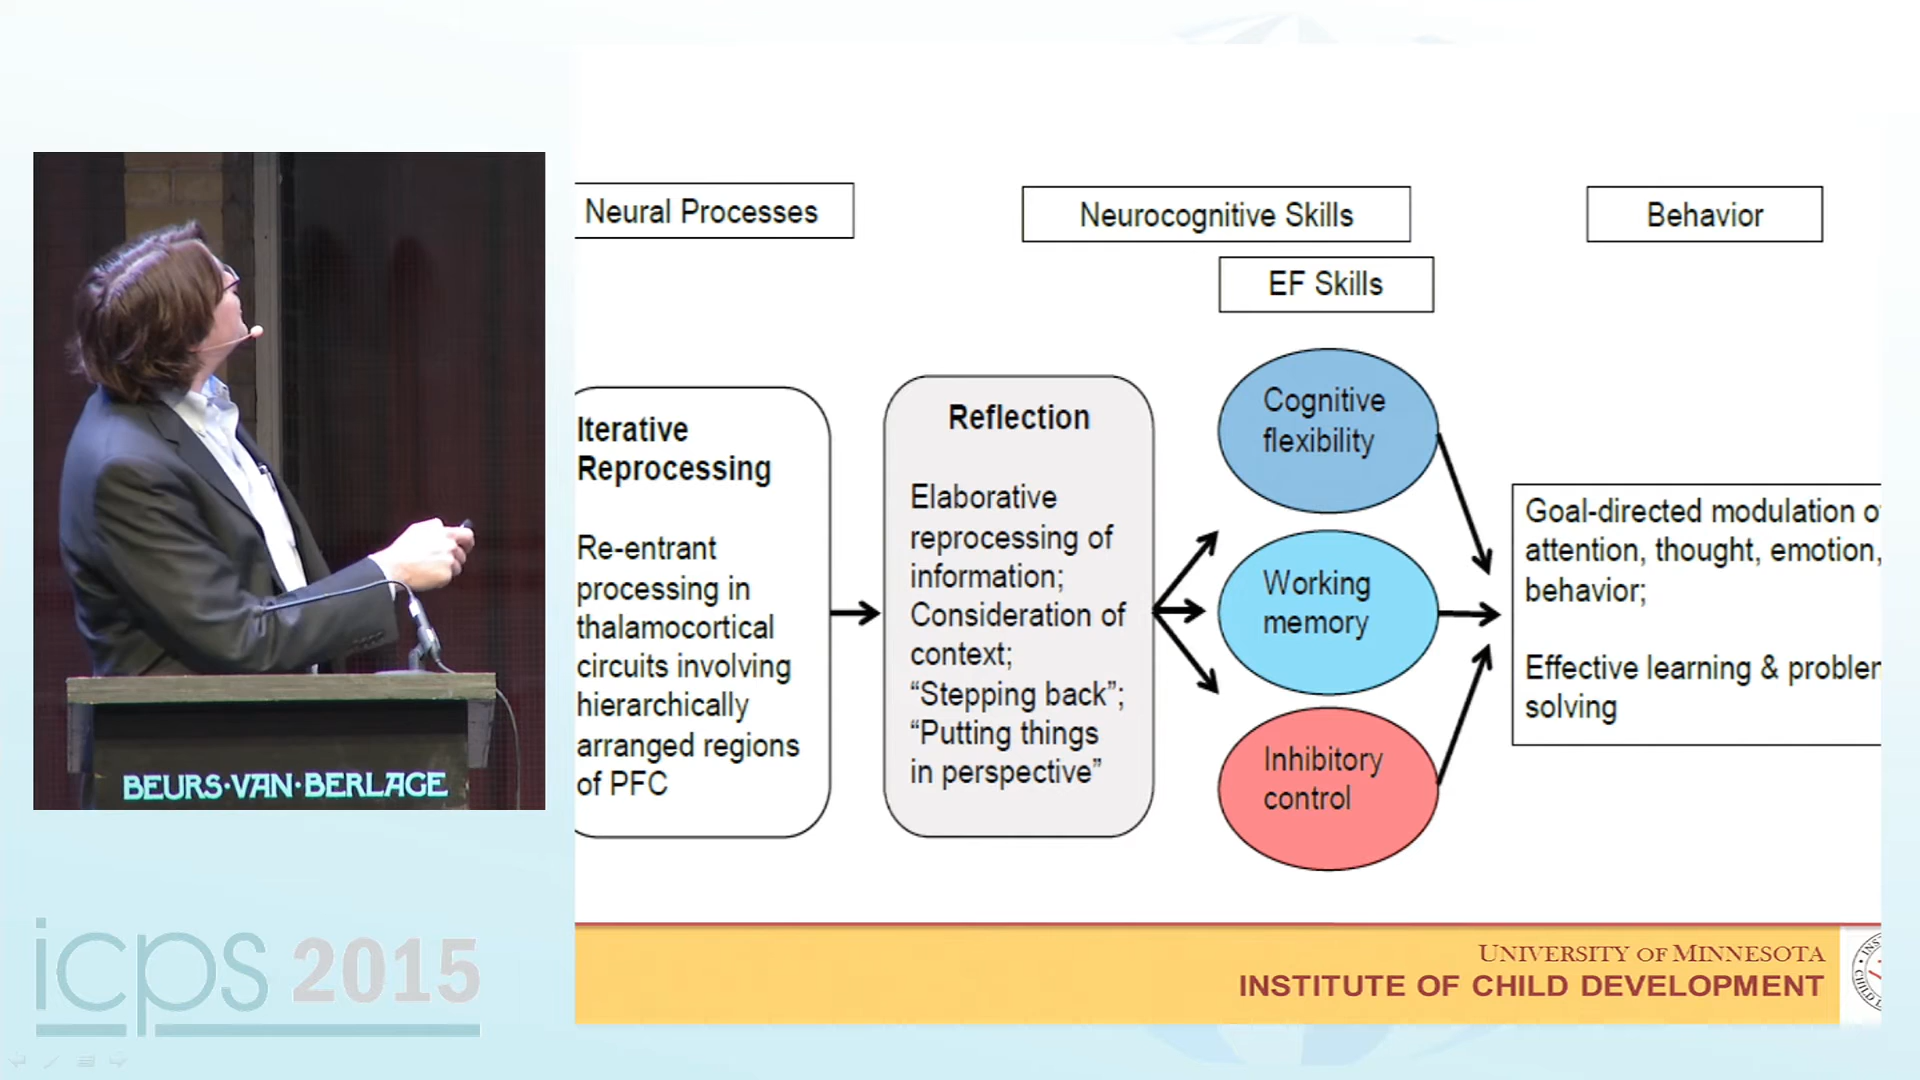 Neural Processes
Neurocognitive Skills
Behavior
EF Skills
Iterative
Reprocessing
Re-entrant
processing in
thalamocortical
circuits involving
hierarchically
arranged regions
of PFC
Reflection
Elaborative
reprocessing of
information;
Consideration of
context;
“Stepping back”;
“Putting things
in perspective”
Cognitive
flexibility
Working
memory
Inhibitory
control
Goal-directed modulation
attention, thought, emotion,
behavior;
Effective learning &
solving
BEURS·VAN·BERLAGE
icps 2015
UNIVERSITY OF MINNESOTA
INSTITUTE OF CHILD DEVELOPMENT